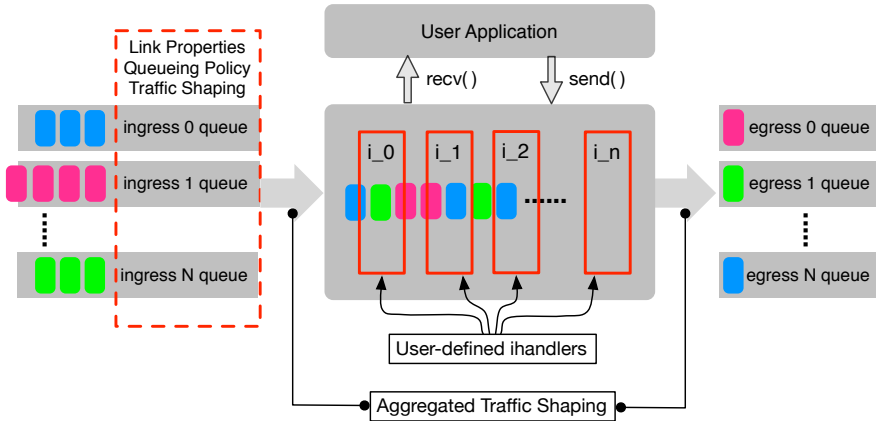 User Application
Link Properties
Queueing Policy
Traffic Shaping
recv()
send()
ingress 0 queue
ingress 1 queue
ingress N queue
i_0
i_1
i_2
i_n
egress 0 queue
egress 1 queue
egress N queue
User-defined ihandlers
Aggregated Traffic Shaping